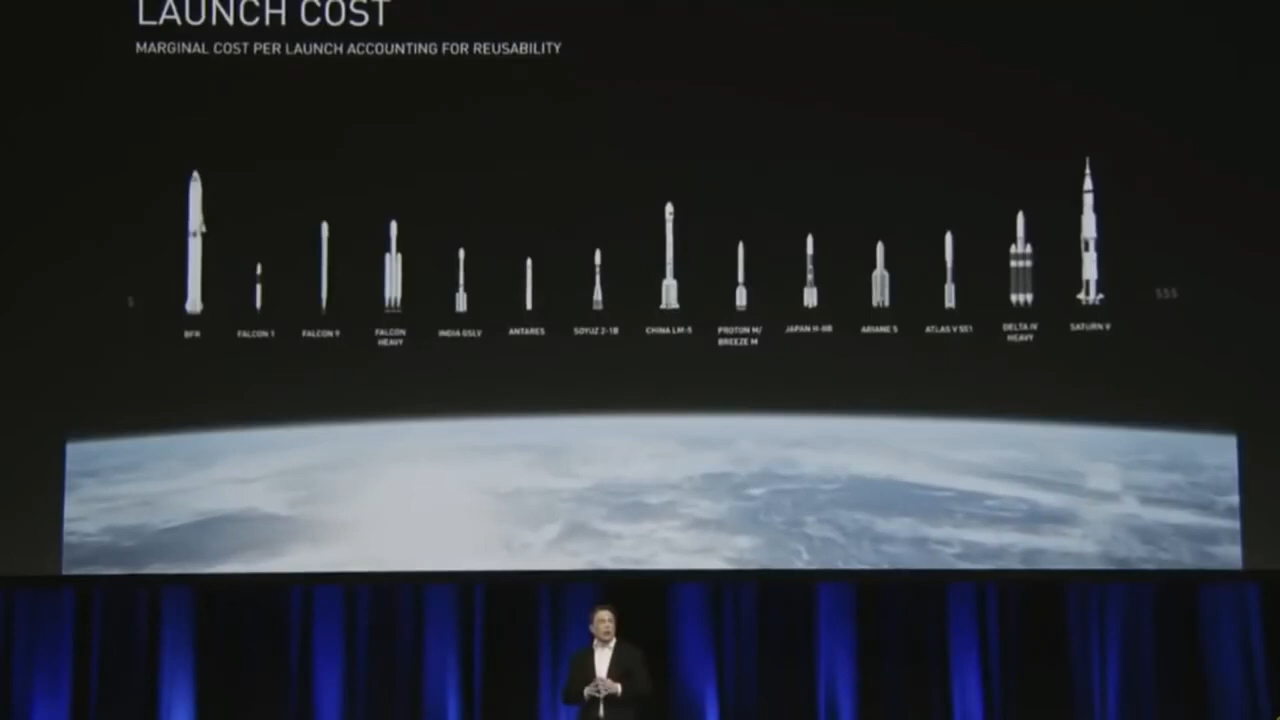 LAUNCH COST
MARGINAL COST PER LAUNCH ACCOUNTING FOR REUSABILITY
$ $$$
BFR FALCON 1 FALCON 9 FALCON HEAVY INDIA GSLV ANTARES SOYUZ 2-1B CHINA LM-5 PROTON M/ BREEZE M JAPAN H-IIB ARIANE 5 ATLAS V 551 DELTA IV HEAVY SATURN V